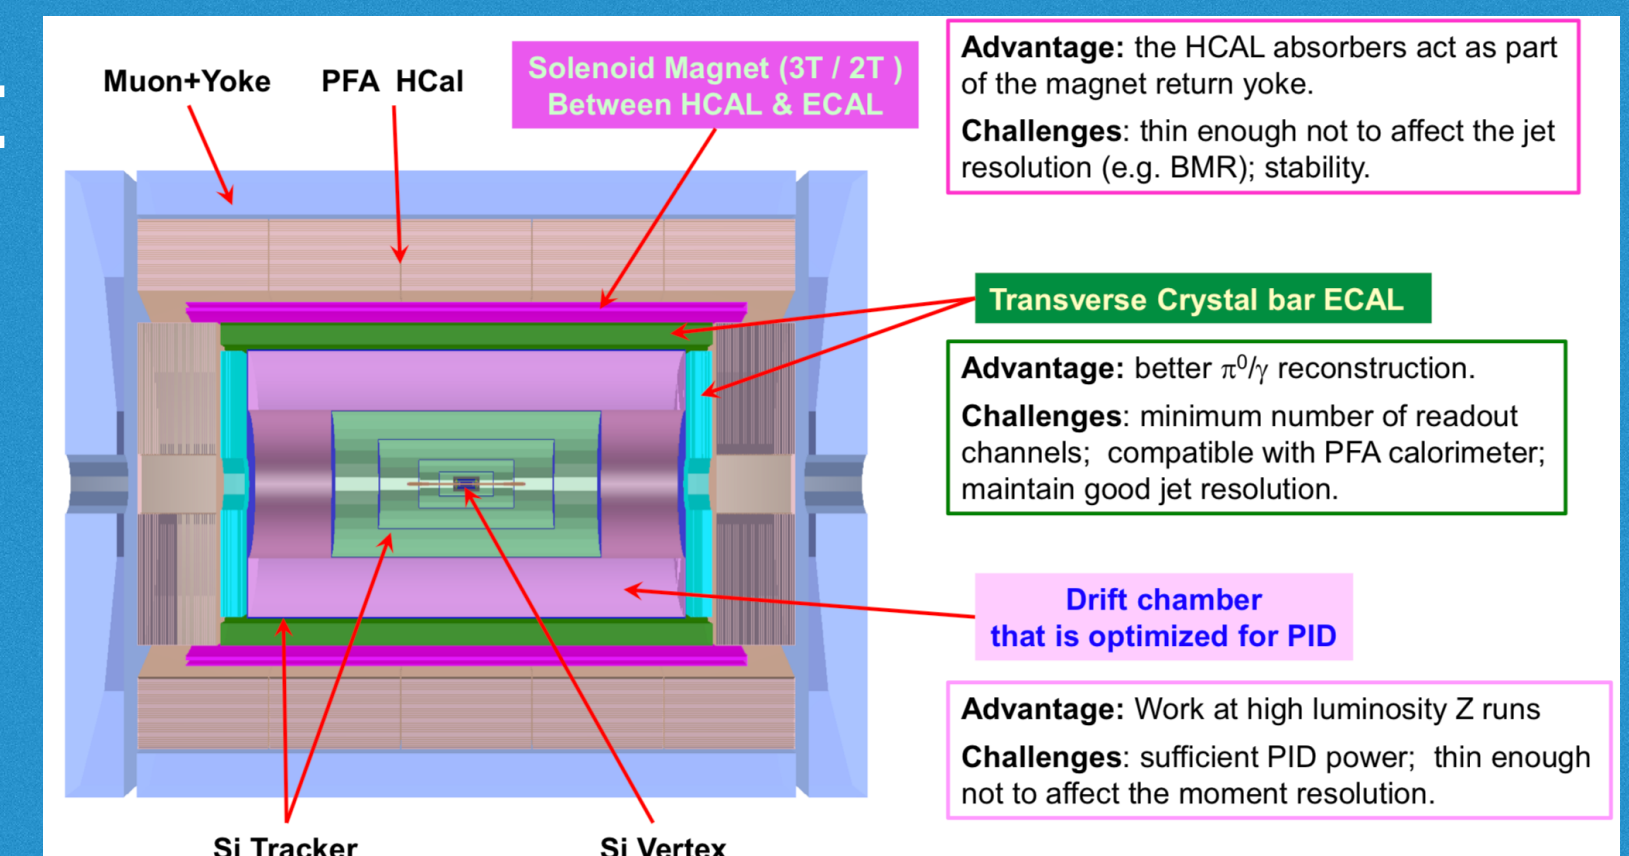 Muon+Yoke
PFA HCal
Solenoid Magnet (3T / 2T )
Between HCAL & ECAL
Advantage: the HCAL absorbers act as part
of the magnet return yoke.
Challenges: thin enough not to affect the jet
resolution (e.g. BMR); stability.
Transverse Crystal bar ECAL
Advantage: better π⁰/γ reconstruction.
Challenges: minimum number of readout
channels; compatible with PFA calorimeter;
maintain good jet resolution.
Drift chamber
that is optimized for PID
Advantage: Work at high luminosity Z runs
Challenges: sufficient PID power; thin enough
not to affect the moment resolution.
Si Tracker
Si Vertex